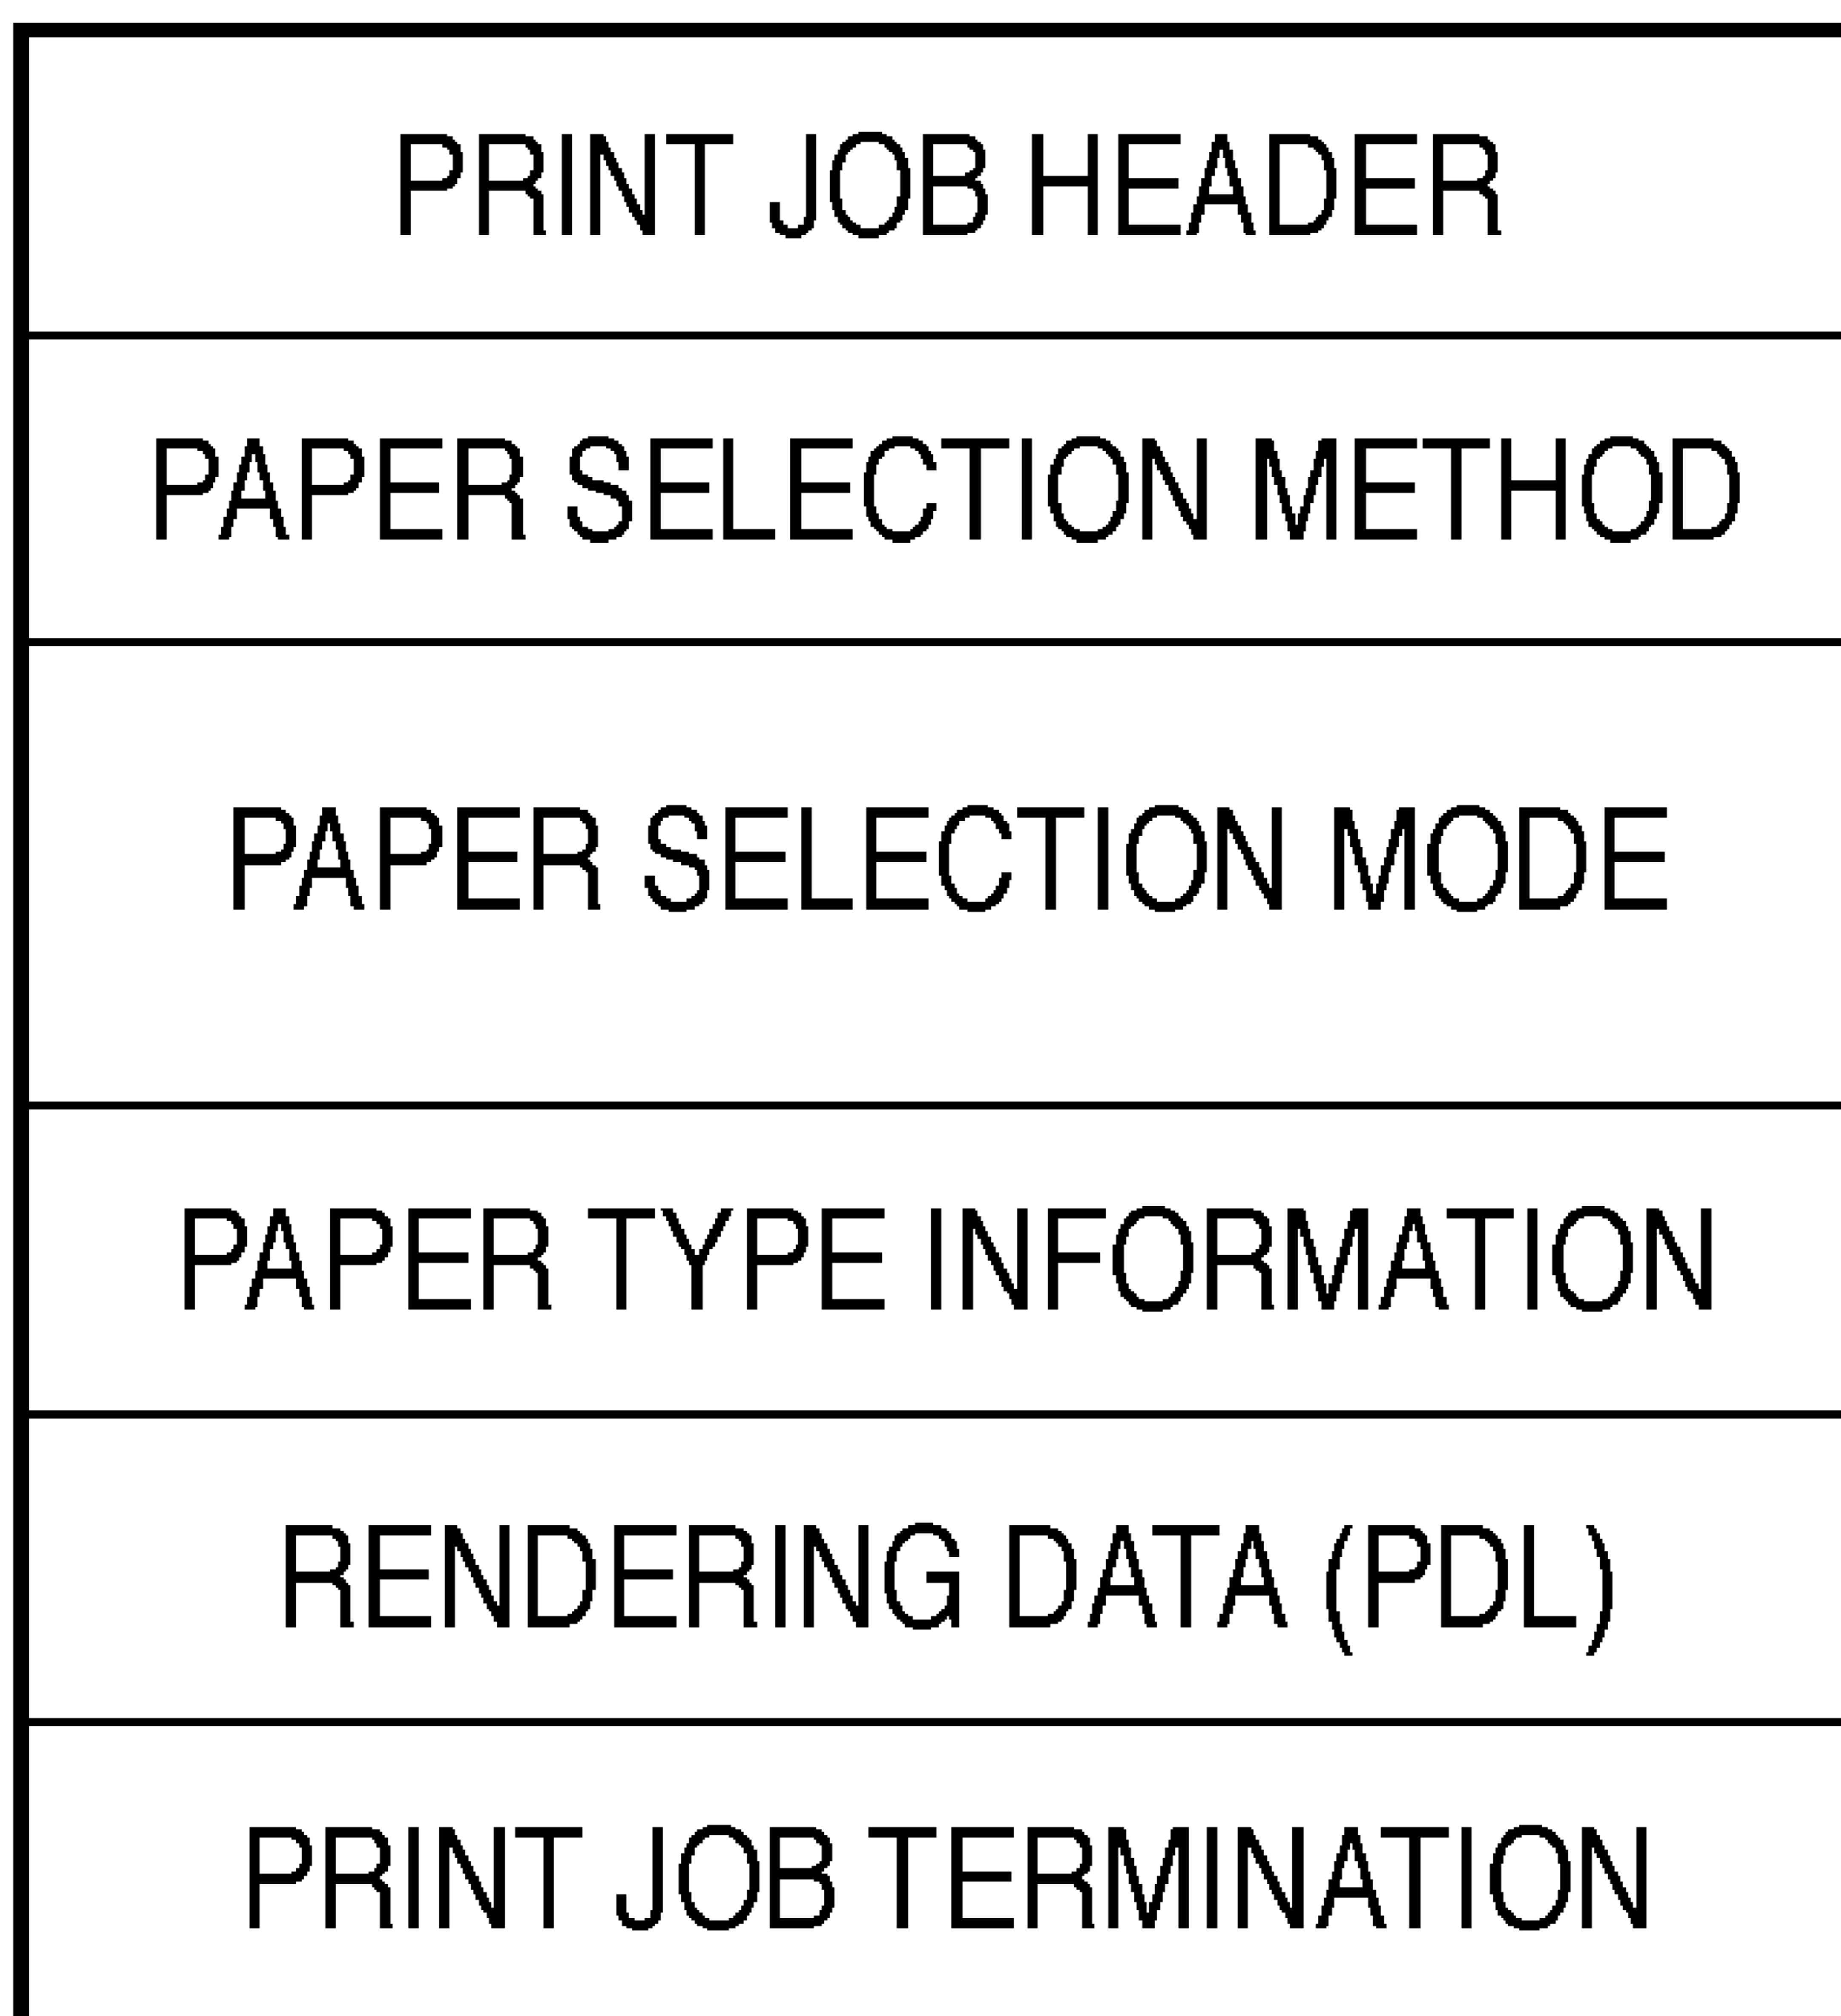 PRINT JOB HEADER
PAPER SELECTION METHOD
PAPER SELECTION MODE
PAPER TYPE INFORMATION
RENDERING DATA (PDL)
PRINT JOB TERMINATION